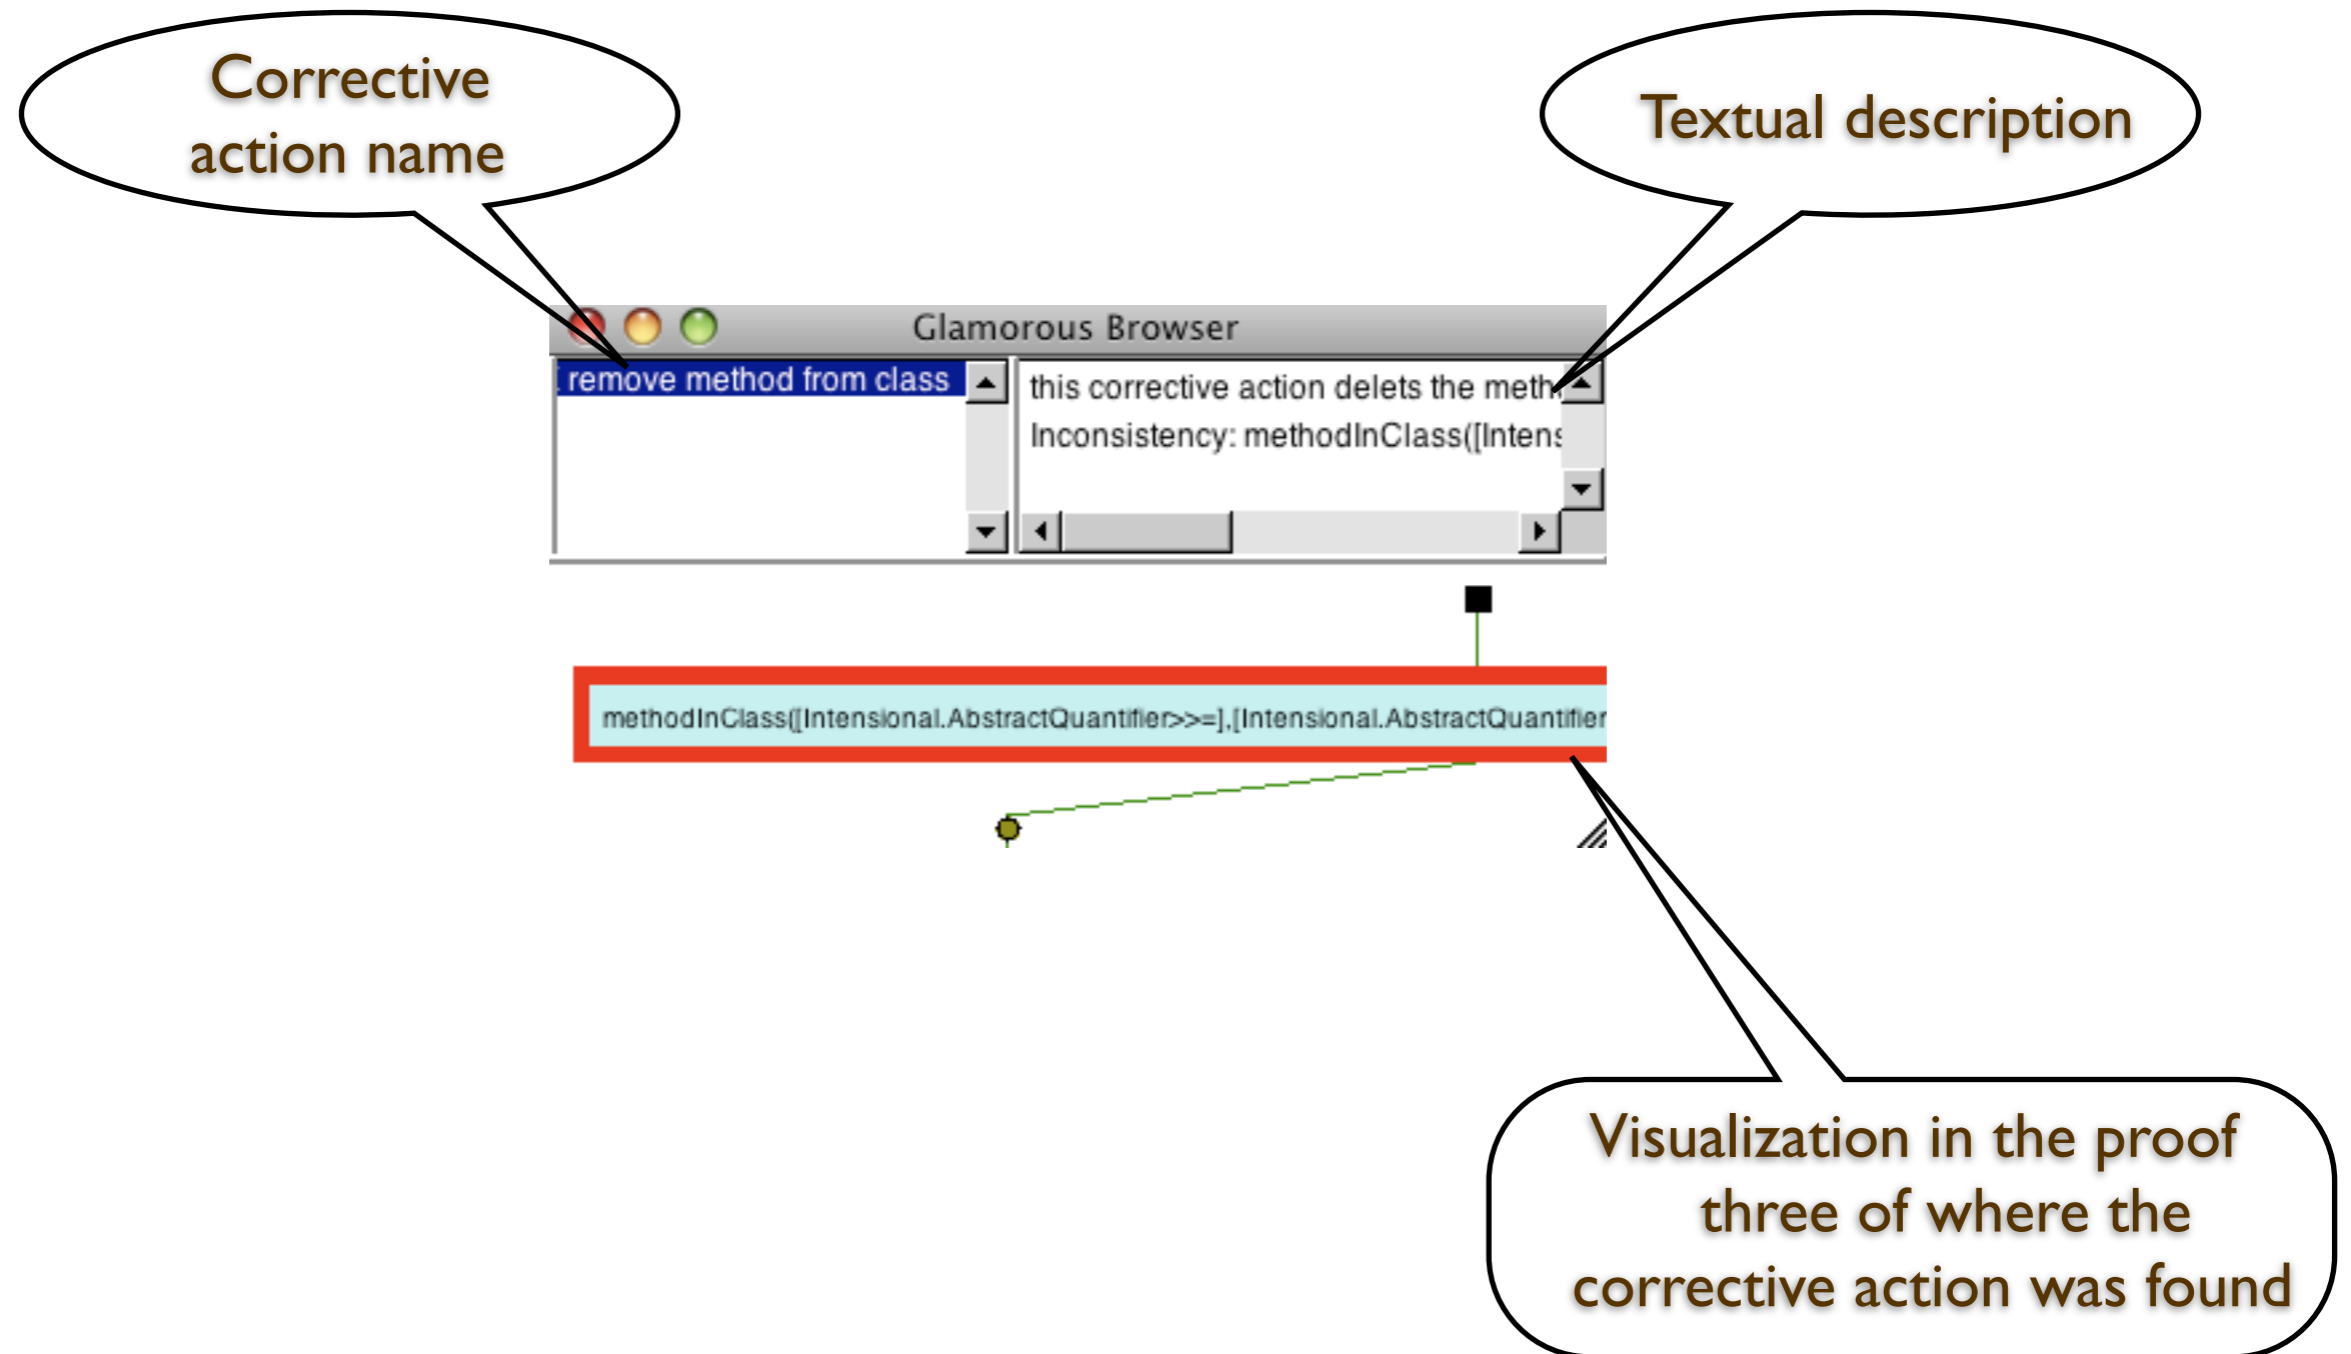 Corrective
action name
Textual description
Glamorous Browser
remove method from class
this corrective action delets the meth
Inconsistency: methodInClass([Intens
methodInClass([Intensional.AbstractQuantifier>>=],[Intensional.AbstractQuantifier
Visualization in the proof
three of where the
corrective action was found